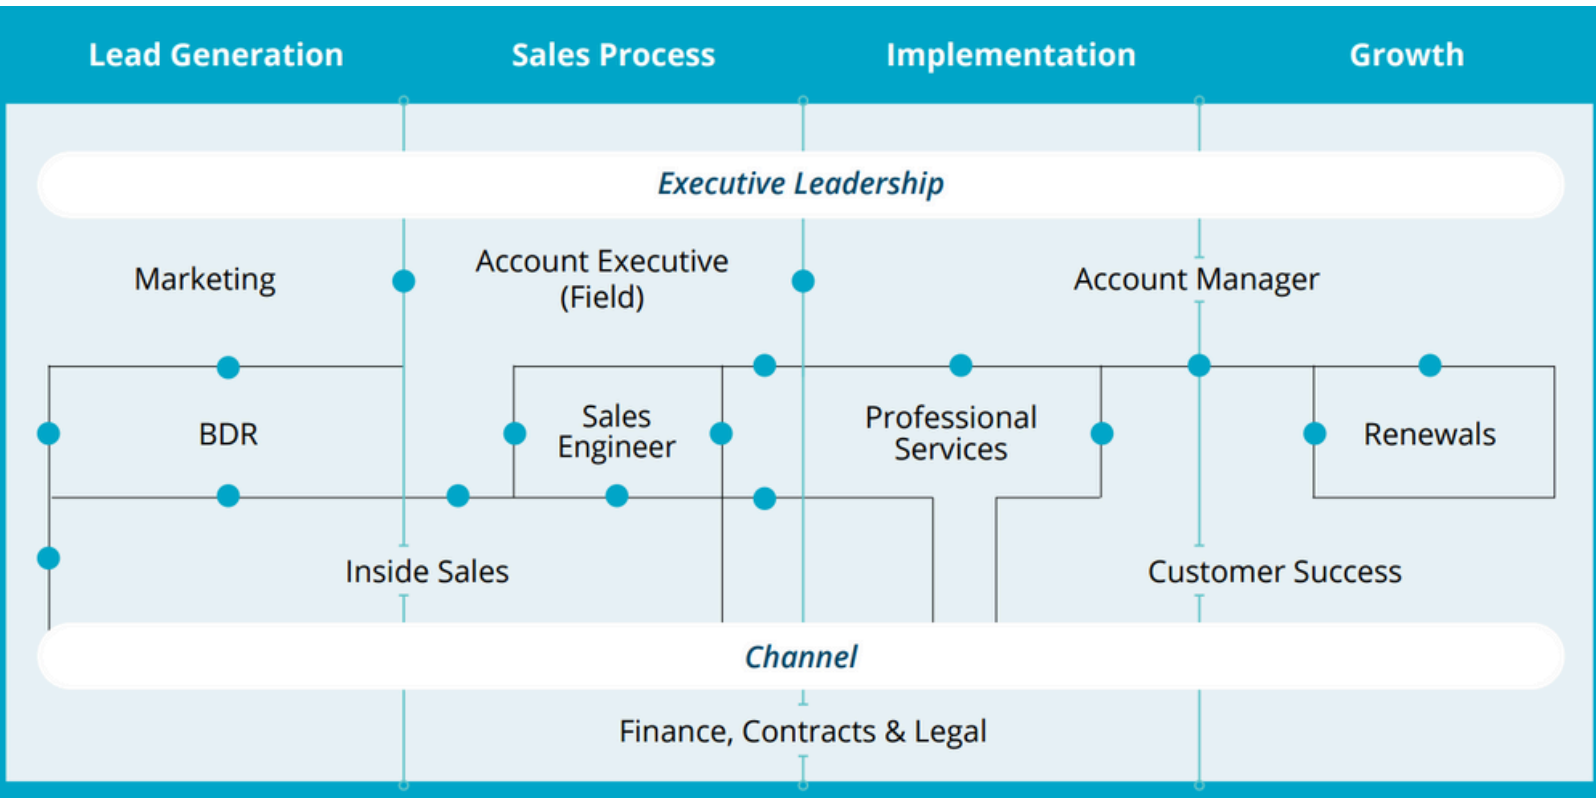 Lead Generation
Sales Process
Implementation
Growth
Executive Leadership
Marketing
Account Executive
(Field)
Account Manager
BDR
Sales
Engineer
Professional
Services
Renewals
Inside Sales
Customer Success
Channel
Finance, Contracts & Legal